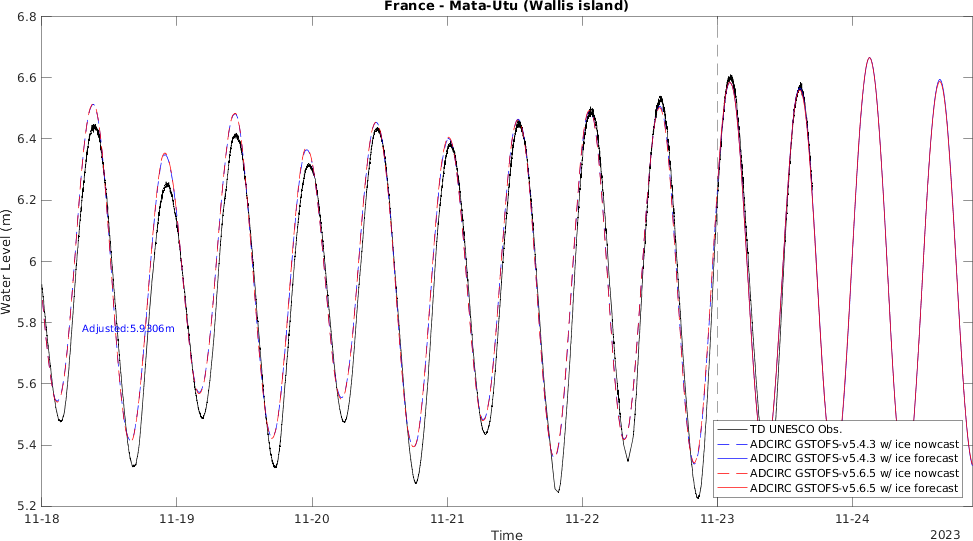 France - Mata-Utu (Wallis island)
6.8
6.6
6.4
6.2
6
5.8
5.6
5.4
5.2
Water Level (m)
Adjusted:5.9306m
TD UNESCO Obs.
ADCIRC GSTOFS-v5.4.3 w/ ice nowcast
ADCIRC GSTOFS-v5.4.3 w/ ice forecast
ADCIRC GSTOFS-v5.6.5 w/ ice nowcast
ADCIRC GSTOFS-v5.6.5 w/ ice forecast
11-18 11-19 11-20 11-21 11-22 11-23 11-24
Time
2023